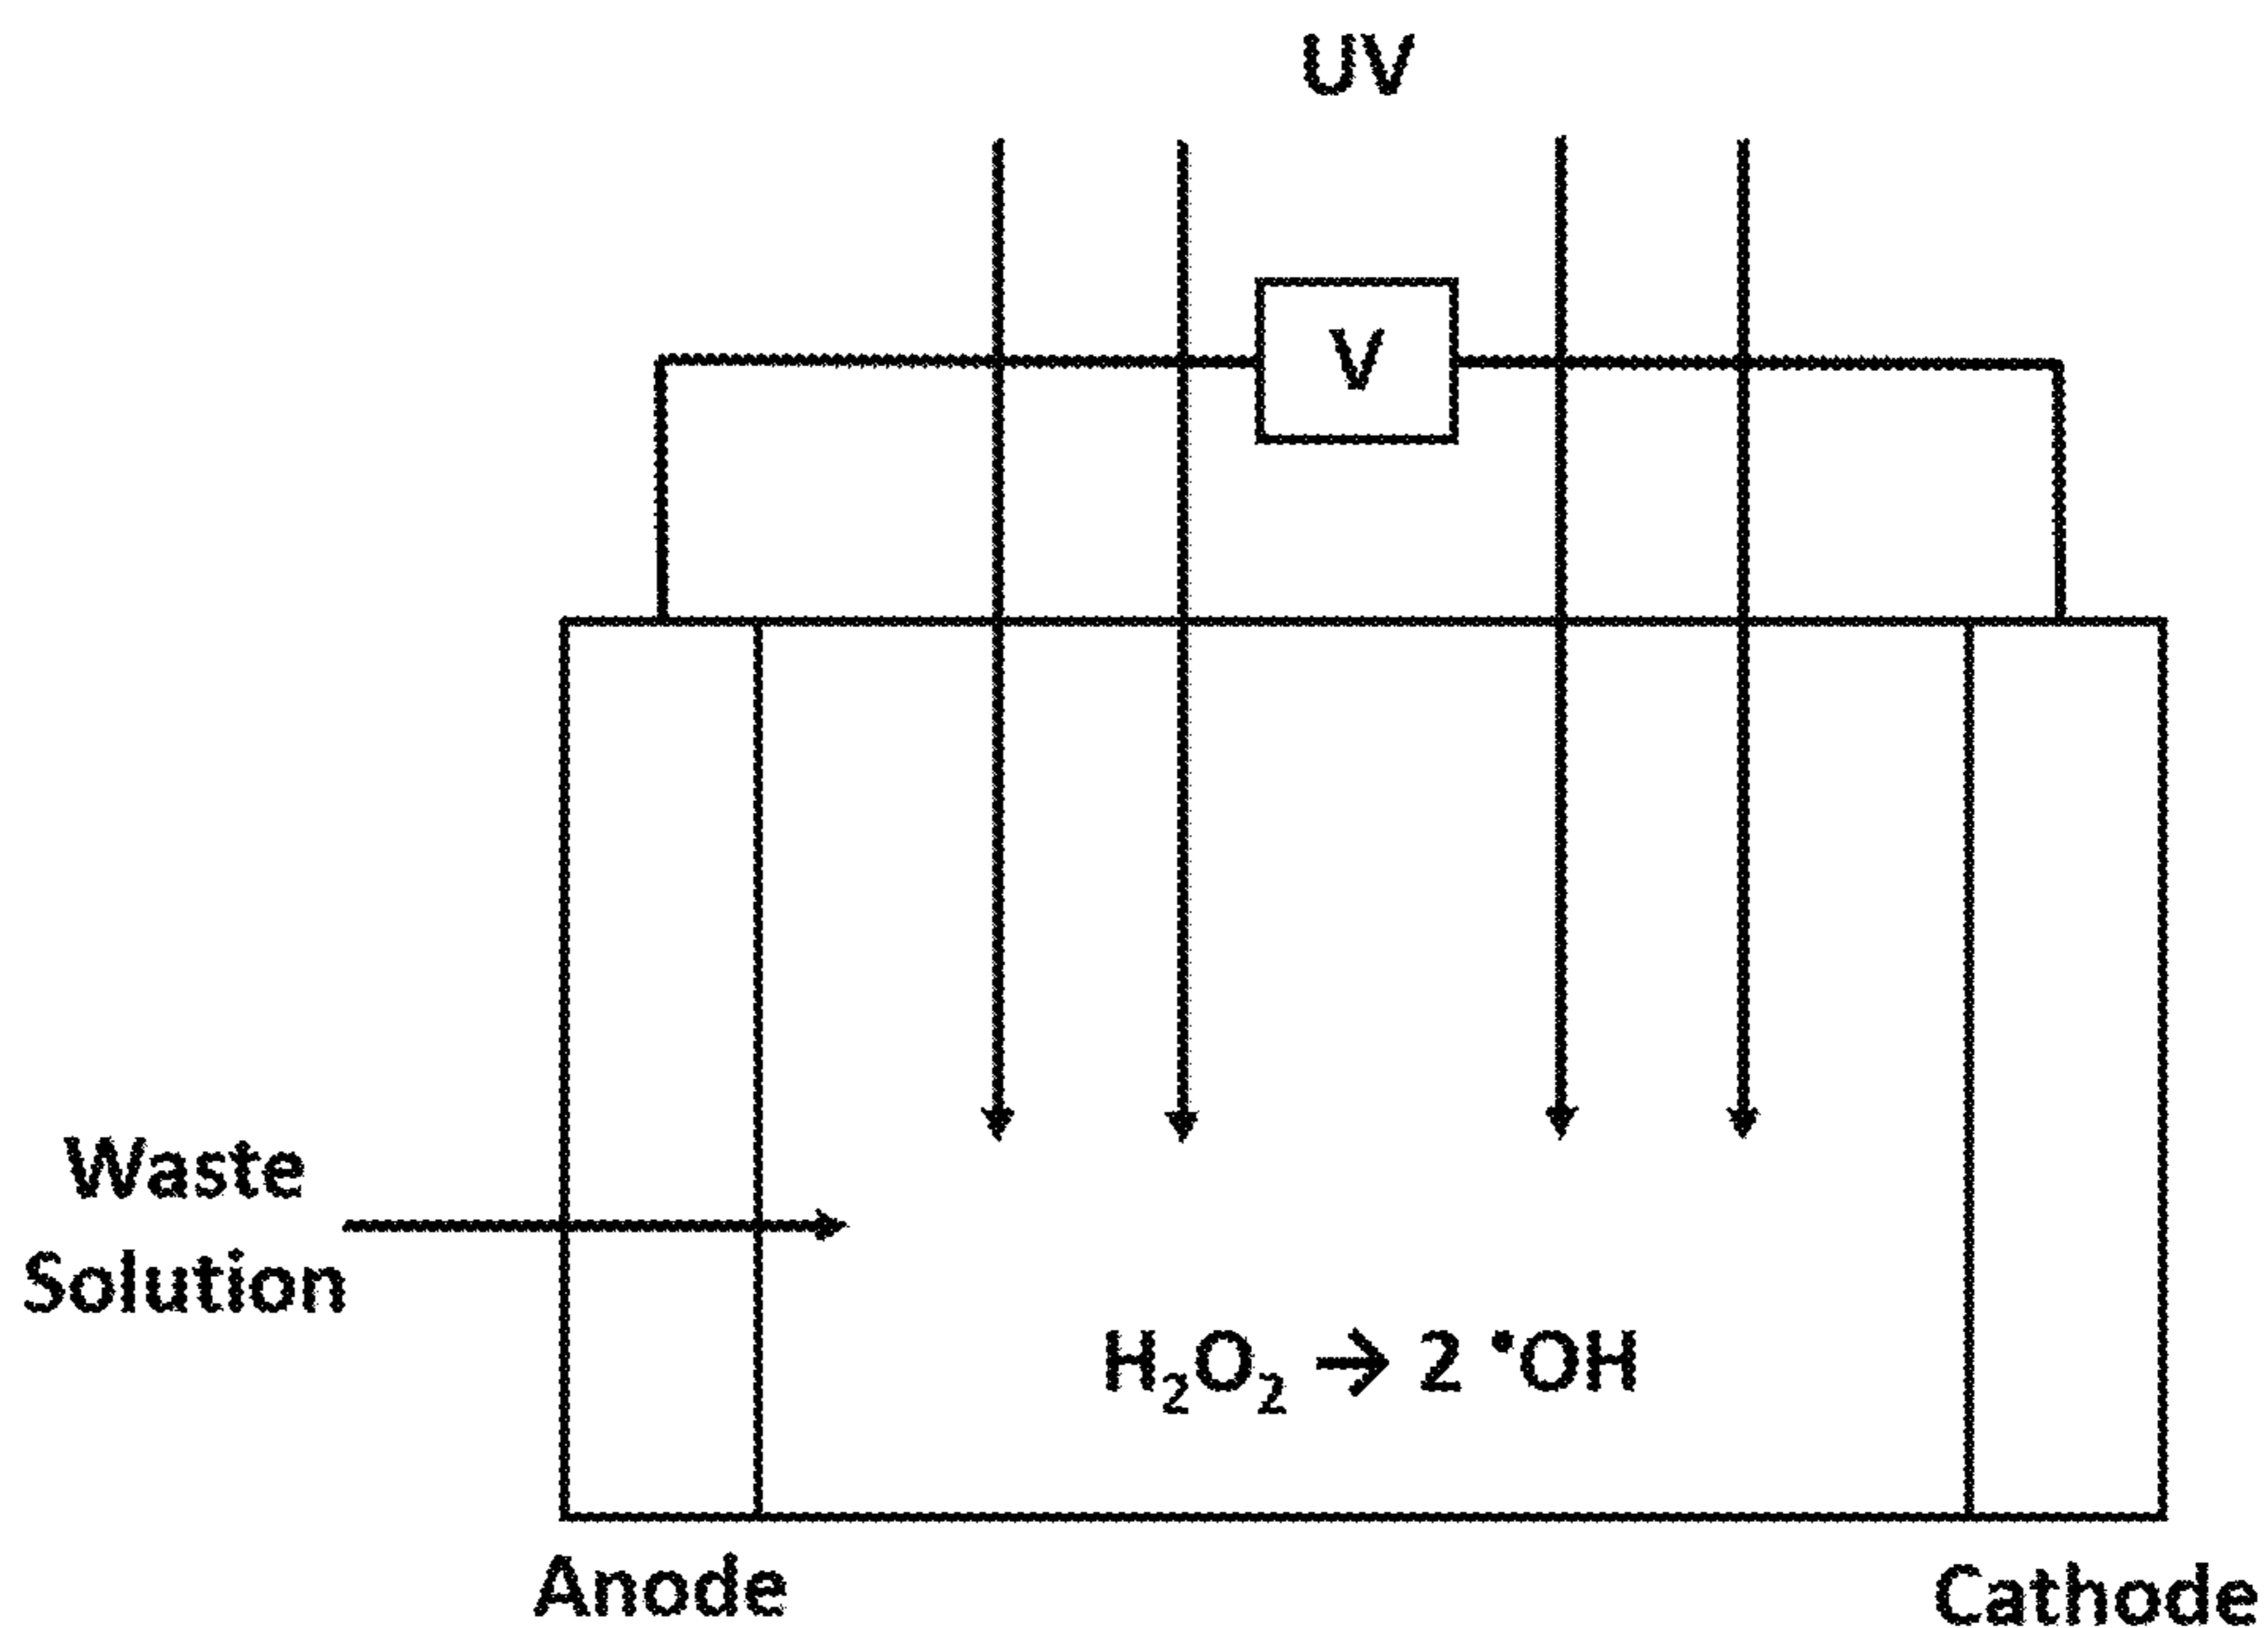 UV
V
Waste
Solution
H₂O₂ → 2 •OH
Anode
Cathode